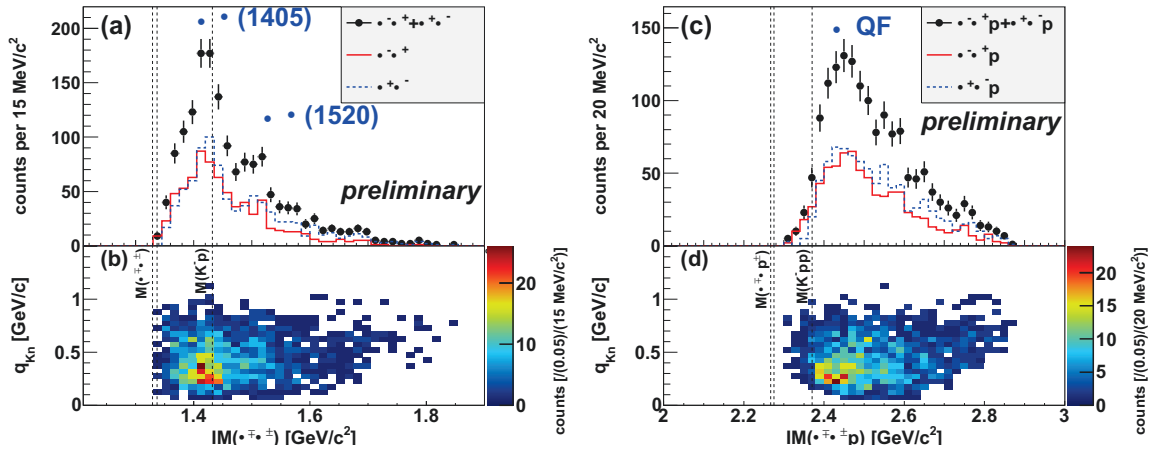 (a)
• (1405)
• • (1520)
•⁻•⁺+•⁺•⁻
•⁻•⁺
•⁺•⁻
preliminary
counts per 15 MeV/c²
200
150
100
50
0
(b)
M(•∓•±)
M(K⁻p)
q_Kn [GeV/c]
1
0.5
0
1.4
1.6
1.8
IM(•∓•±) [GeV/c²]
20
10
0
counts [/(0.05)/(15 MeV/c²)]
(c)
• QF
•⁻•⁺p+•⁺•⁻p
•⁻•⁺p
•⁺•⁻p
preliminary
counts per 20 MeV/c²
150
100
50
0
(d)
M(K⁻pp)
q_Kn [GeV/c]
1
0.5
0
2
2.2
2.4
2.6
2.8
3
IM(•∓•±p) [GeV/c²]
20
15
10
5
0
counts [/(0.05)/(20 MeV/c²)]